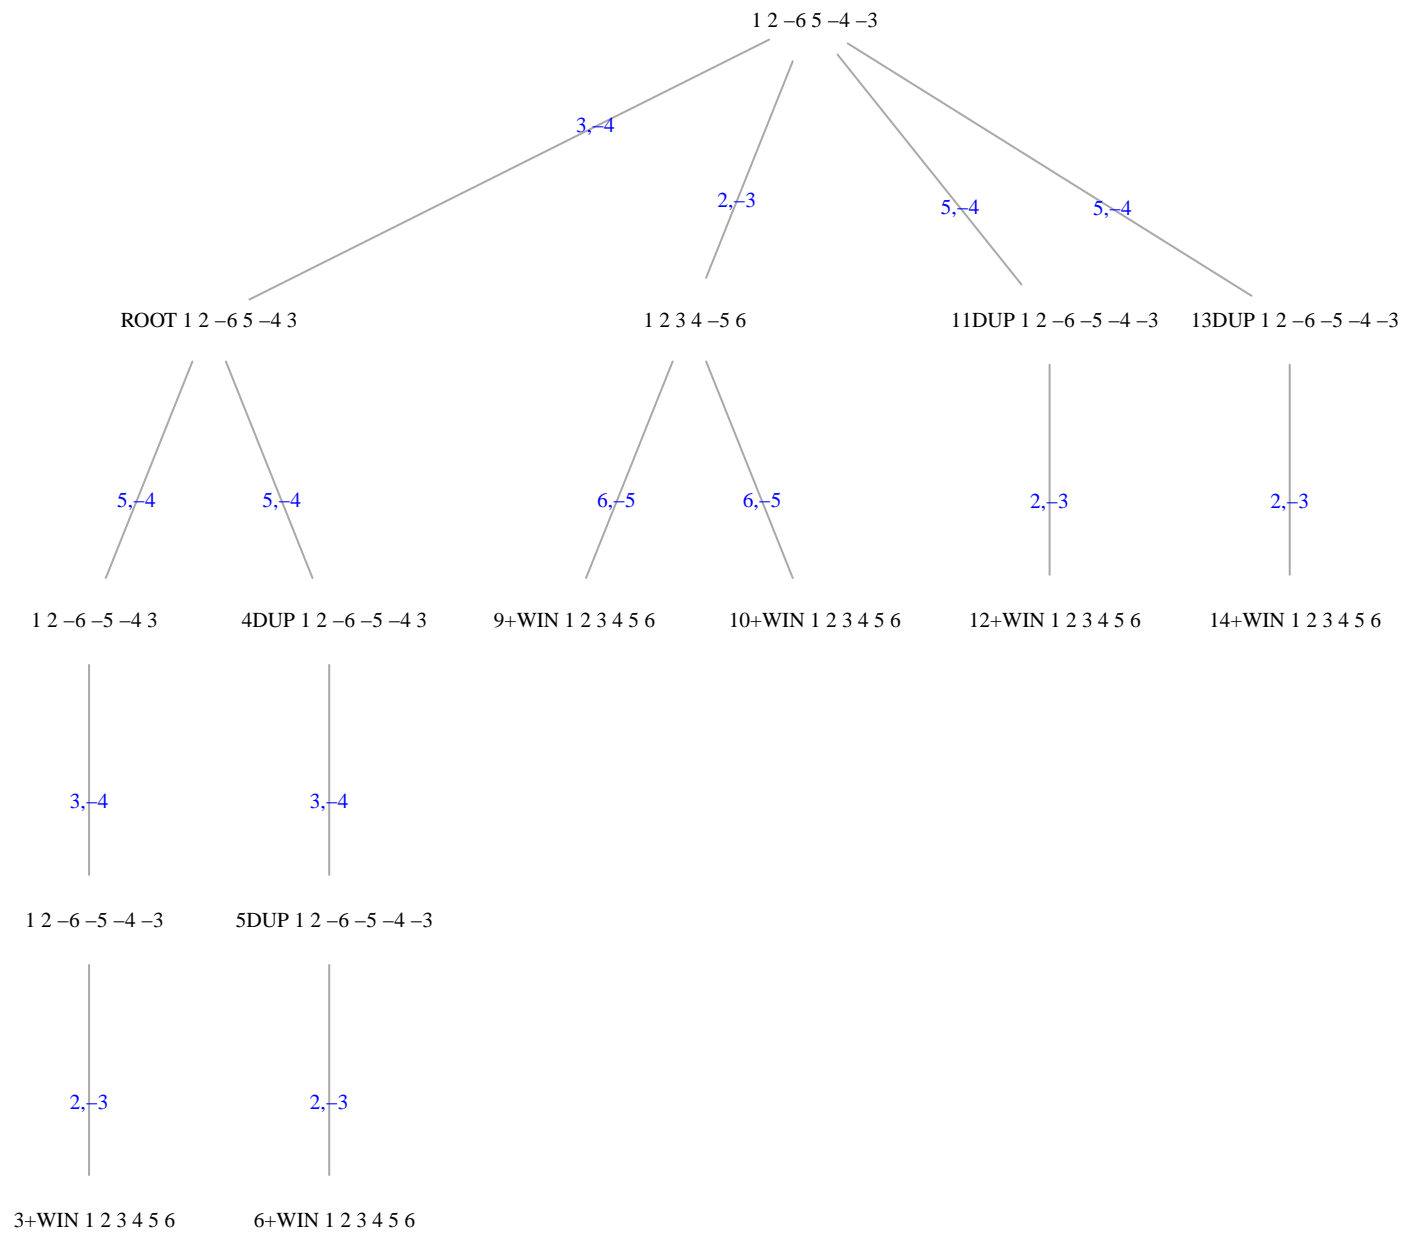 1 2 −6 5 −4 −3
3,−4
2,−3
5,−4
5,−4
ROOT 1 2 −6 5 −4 3
1 2 3 4 −5 6
11DUP 1 2 −6 −5 −4 −3
13DUP 1 2 −6 −5 −4 −3
5,−4
5,−4
6,−5
6,−5
2,−3
2,−3
1 2 −6 −5 −4 3
4DUP 1 2 −6 −5 −4 3
9+WIN 1 2 3 4 5 6
10+WIN 1 2 3 4 5 6
12+WIN 1 2 3 4 5 6
14+WIN 1 2 3 4 5 6
3,−4
3,−4
1 2 −6 −5 −4 −3
5DUP 1 2 −6 −5 −4 −3
2,−3
2,−3
3+WIN 1 2 3 4 5 6
6+WIN 1 2 3 4 5 6